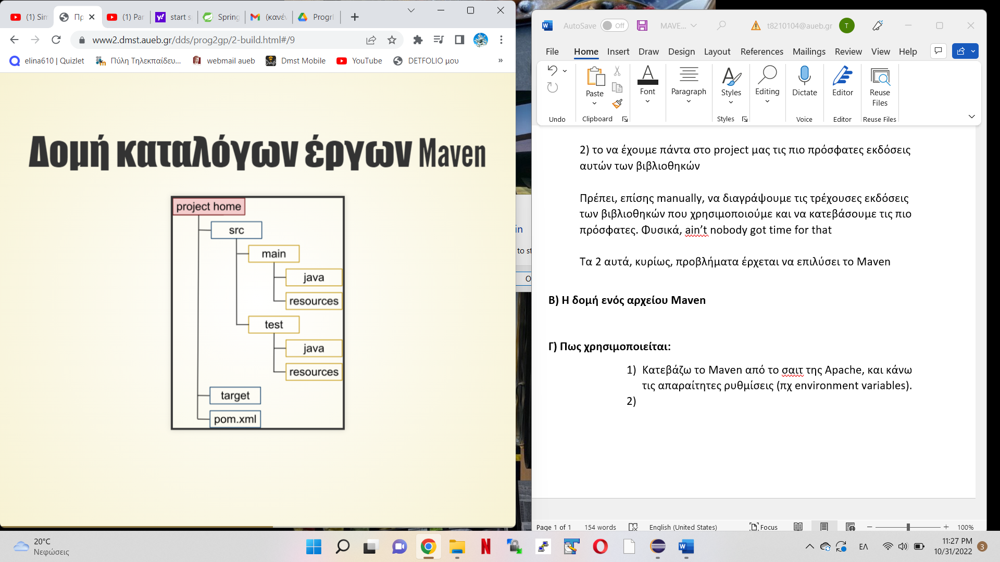 (1) Sim
Πρ
(1) Par
start s
Spring
(κανέν
Progr
www2.dmst.aueb.gr/dds/prog2gp/2-build.html#/9
elina610 | Quizlet
Πύλη Τηλεκπαίδευ...
webmail aueb
Dmst Mobile
YouTube
DETFOLIO μου
»
Δομή καταλόγων έργων Maven
project home
src
main
java
resources
test
java
resources
target
pom.xml
in
to st
O
AutoSave
Off
MAVE...
t8210104@aueb.gr
T
File
Home
Insert
Draw
Design
Layout
References
Mailings
Review
View
Help
Paste
Font
Paragraph
Styles
Editing
Dictate
Editor
Reuse
Files
Undo
Clipboard
Styles
Voice
Editor
Reuse Files
2) το να έχουμε πάντα στο project μας τις πιο πρόσφατες εκδόσεις
αυτών των βιβλιοθηκών
Πρέπει, επίσης manually, να διαγράψουμε τις τρέχουσες εκδόσεις
των βιβλιοθηκών που χρησιμοποιούμε και να κατεβάσουμε τις πιο
πρόσφατες. Φυσικά, ain’t nobody got time for that
Τα 2 αυτά, κυρίως, προβλήματα έρχεται να επιλύσει το Maven
Β) Η δομή ενός αρχείου Maven
Γ) Πως χρησιμοποιείται:
1) Κατεβάζω το Maven από το σαιτ της Apache, και κάνω
τις απαραίτητες ρυθμίσεις (πχ environment variables).
2)
Page 1 of 1
154 words
English (United States)
Focus
100%
20°C
Νεφώσεις
ΕΛ
11:27 PM
10/31/2022
3